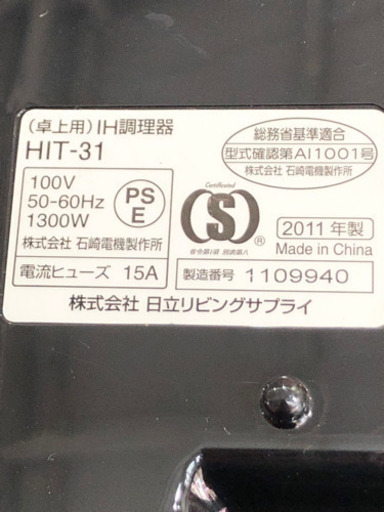 (卓上用)IH調理器
HIT-31
100V
50-60Hz
1300W
株式会社 石崎電機製作所
PS
E
電流ヒューズ 15A
総務省基準適合
型式確認第AI1001号
株式会社 石崎電機製作所
Certificated
S
®
2011年製
Made in China
製造番号 1109940
株式会社 日立リビングサプライ